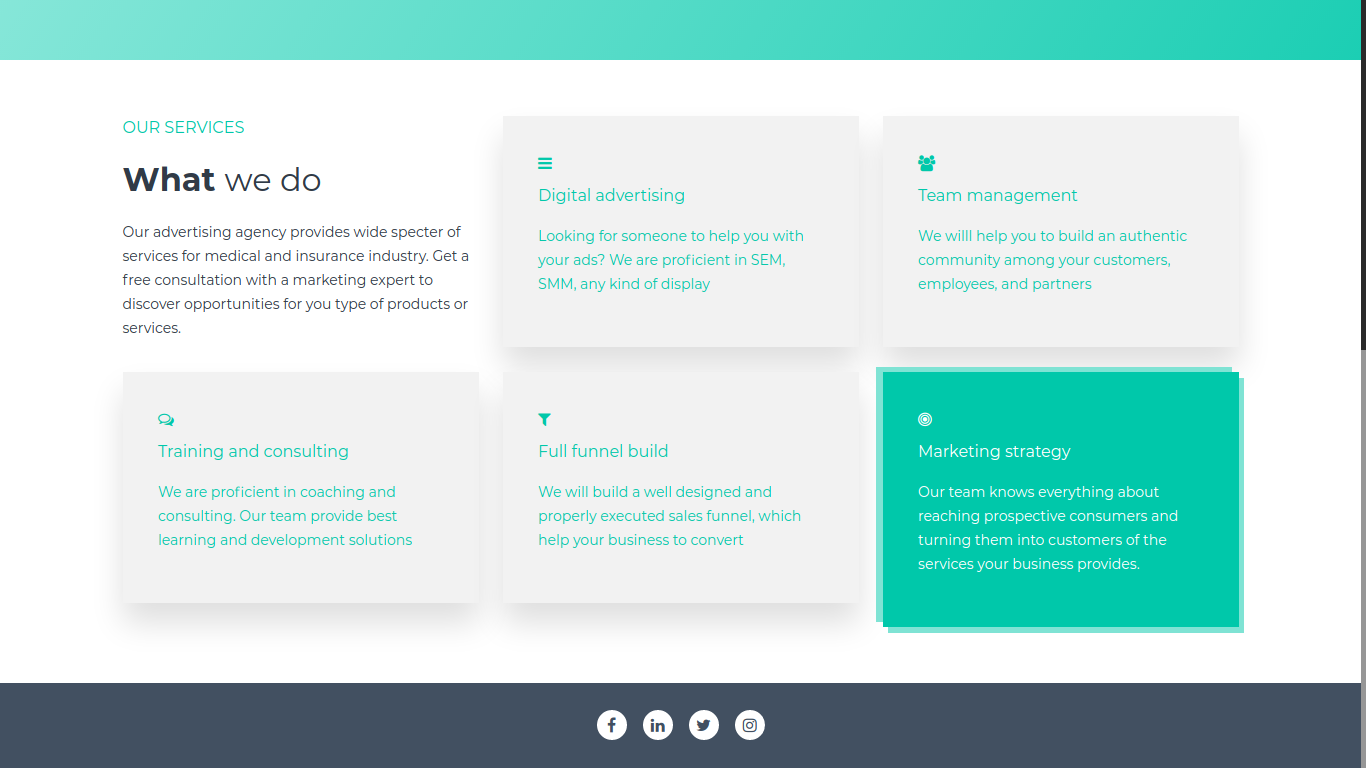 OUR SERVICES
What we do
Our advertising agency provides wide specter of
services for medical and insurance industry. Get a
free consultation with a marketing expert to
discover opportunities for you type of products or
services.
Digital advertising
Looking for someone to help you with
your ads? We are proficient in SEM,
SMM, any kind of display
Team management
We willl help you to build an authentic
community among your customers,
employees, and partners
Training and consulting
We are proficient in coaching and
consulting. Our team provide best
learning and development solutions
Full funnel build
We will build a well designed and
properly executed sales funnel, which
help your business to convert
Marketing strategy
Our team knows everything about
reaching prospective consumers and
turning them into customers of the
services your business provides.